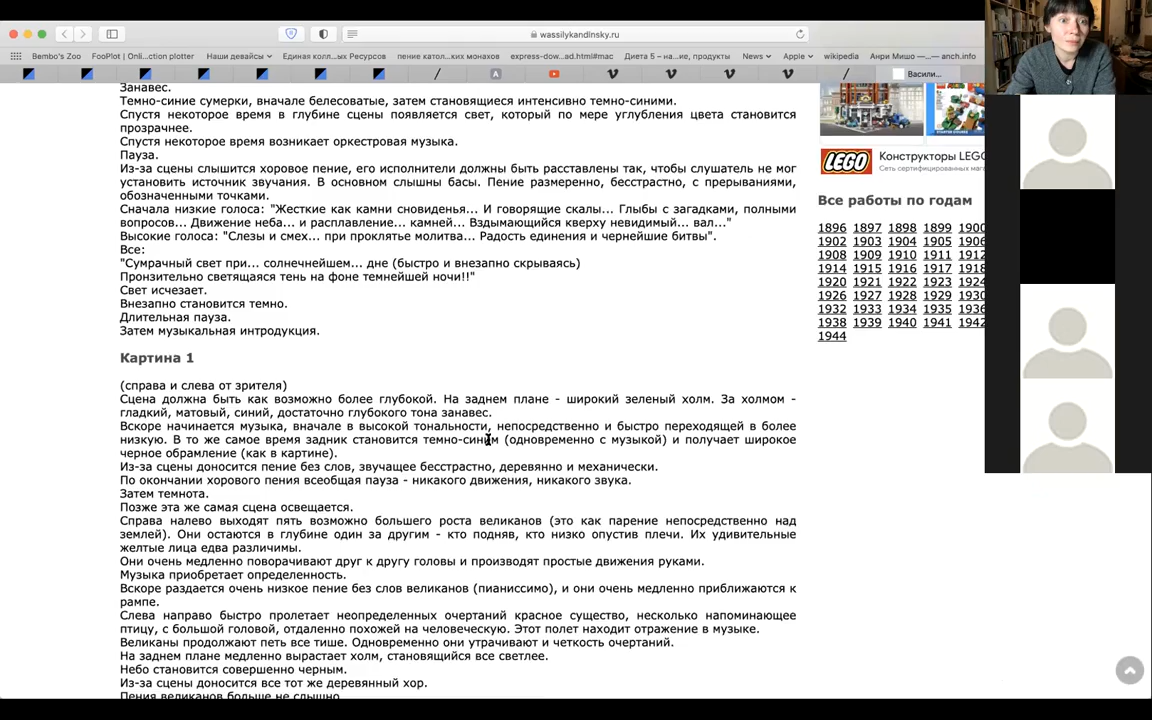 wassilykandinsky.ru
Bembo's Zoo
FooPlot | Onli...ction plotter
Наши девайсы
Единая колл...ых Ресурсов
пение катол...ких монахов
express-dow...ad.html#mac
Диета 5 – на...ие, продукты
News
Apple
wikipedia
Анри Мишо —... — anch.info
Васили...
Занавес.
Темно-синие сумерки, вначале белесоватые, затем становящиеся интенсивно темно-синими.
Спустя некоторое время в глубине сцены появляется свет, который по мере углубления цвета становится
прозрачнее.
Спустя некоторое время возникает оркестровая музыка.
Пауза.
Из-за сцены слышится хоровое пение, его исполнители должны быть расставлены так, чтобы слушатель не мог
установить источник звучания. В основном слышны басы. Пение размеренно, бесстрастно, с прерываниями,
обозначенными точками.
Сначала низкие голоса: "Жесткие как камни сновиденья... И говорящие скалы... Глыбы с загадками, полными
вопросов... Движение неба... и расплавление... камней... Вздымающийся кверху невидимый... вал..."
Высокие голоса: "Слезы и смех... при проклятье молитва... Радость единения и чернейшие битвы".
Все:
"Сумрачный свет при... солнечнейшем... дне (быстро и внезапно скрываясь)
Пронзительно светящаяся тень на фоне темнейшей ночи!!"
Свет исчезает.
Внезапно становится темно.
Длительная пауза.
Затем музыкальная интродукция.
Картина 1
(справа и слева от зрителя)
Сцена должна быть как возможно более глубокой. На заднем плане - широкий зеленый холм. За холмом -
гладкий, матовый, синий, достаточно глубокого тона занавес.
Вскоре начинается музыка, вначале в высокой тональности, непосредственно и быстро переходящей в более
низкую. В то же самое время задник становится темно-синим (одновременно с музыкой) и получает широкое
черное обрамление (как в картине).
Из-за сцены доносится пение без слов, звучащее бесстрастно, деревянно и механически.
По окончании хорового пения всеобщая пауза - никакого движения, никакого звука.
Затем темнота.
Позже эта же самая сцена освещается.
Справа налево выходят пять возможно большего роста великанов (это как парение непосредственно над
землей). Они остаются в глубине один за другим - кто подняв, кто низко опустив плечи. Их удивительные
желтые лица едва различимы.
Они очень медленно поворачивают друг к другу головы и производят простые движения руками.
Музыка приобретает определенность.
Вскоре раздается очень низкое пение без слов великанов (пианиссимо), и они очень медленно приближаются к
рампе.
Слева направо быстро пролетает неопределенных очертаний красное существо, несколько напоминающее
птицу, с большой головой, отдаленно похожей на человеческую. Этот полет находит отражение в музыке.
Великаны продолжают петь все тише. Одновременно они утрачивают и четкость очертаний.
На заднем плане медленно вырастает холм, становящийся все светлее.
Небо становится совершенно черным.
Из-за сцены доносится все тот же деревянный хор.
Пения великанов больше не слышно.
LEGO
Конструкторы LEGO
Сеть сертифицированных маг
Все работы по годам
1896 1897 1898 1899 1900
1902 1903 1904 1905 1906
1908 1909 1910 1911 1912
1914 1915 1916 1917 1918
1920 1921 1922 1923 1924
1926 1927 1928 1929 1930
1932 1933 1934 1935 1936
1938 1939 1940 1941 1942
1944